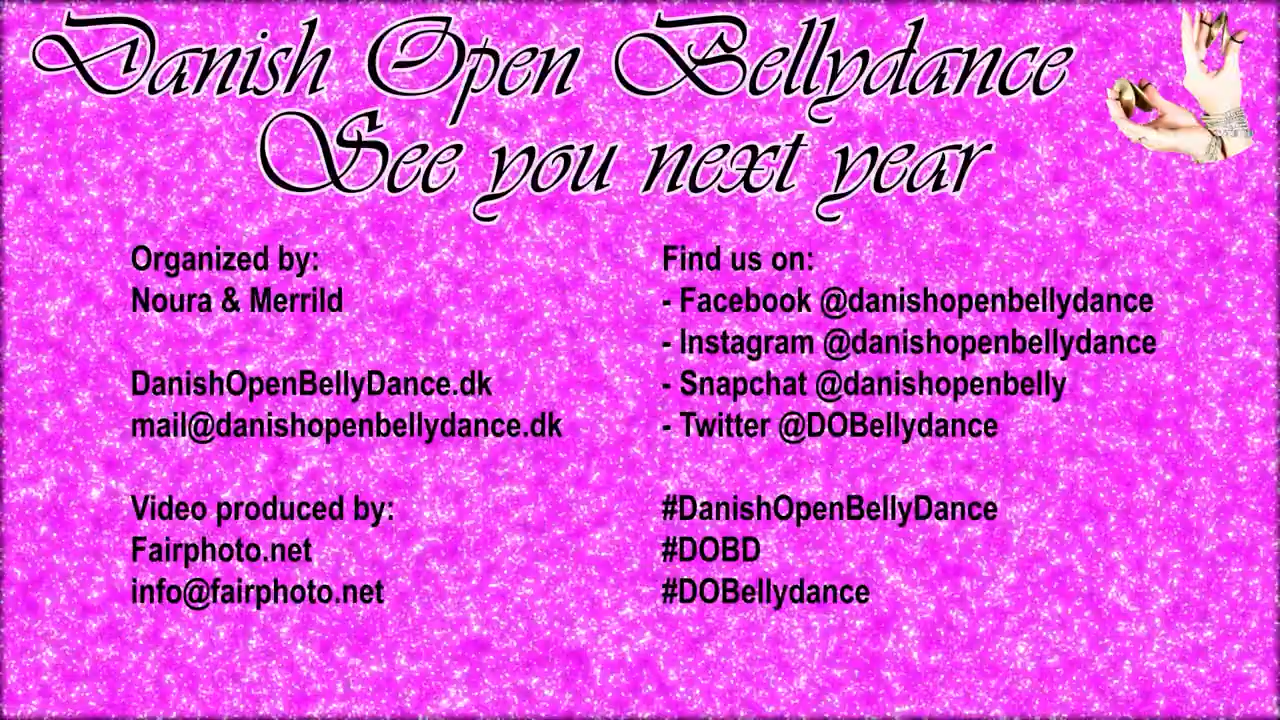 Danish Open Bellydance
See you next year
Organized by:
Noura & Merrild
DanishOpenBellyDance.dk
mail@danishopenbellydance.dk
Video produced by:
Fairphoto.net
info@fairphoto.net
Find us on:
- Facebook @danishopenbellydance
- Instagram @danishopenbellydance
- Snapchat @danishopenbelly
- Twitter @DOBellydance
#DanishOpenBellyDance
#DOBD
#DOBellydance